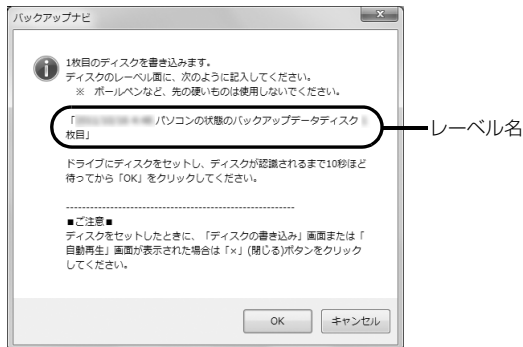 バックアップナビ
1枚目のディスクを書き込みます。
ディスクのレーベル面に、次のように記入してください。
※ ボールペンなど、先の硬いものは使用しないでください。
「 パソコンの状態のバックアップデータディスク
枚目」
レーベル名
ドライブにディスクをセットし、ディスクが認識されるまで10秒ほど
待ってから「OK」をクリックしてください。
------------------------------------------------------------
■ご注意■
ディスクをセットしたときに、「ディスクの書き込み」画面または「
自動再生」画面が表示された場合は「×」(閉じる)ボタンをクリック
してください。
OK
キャンセル